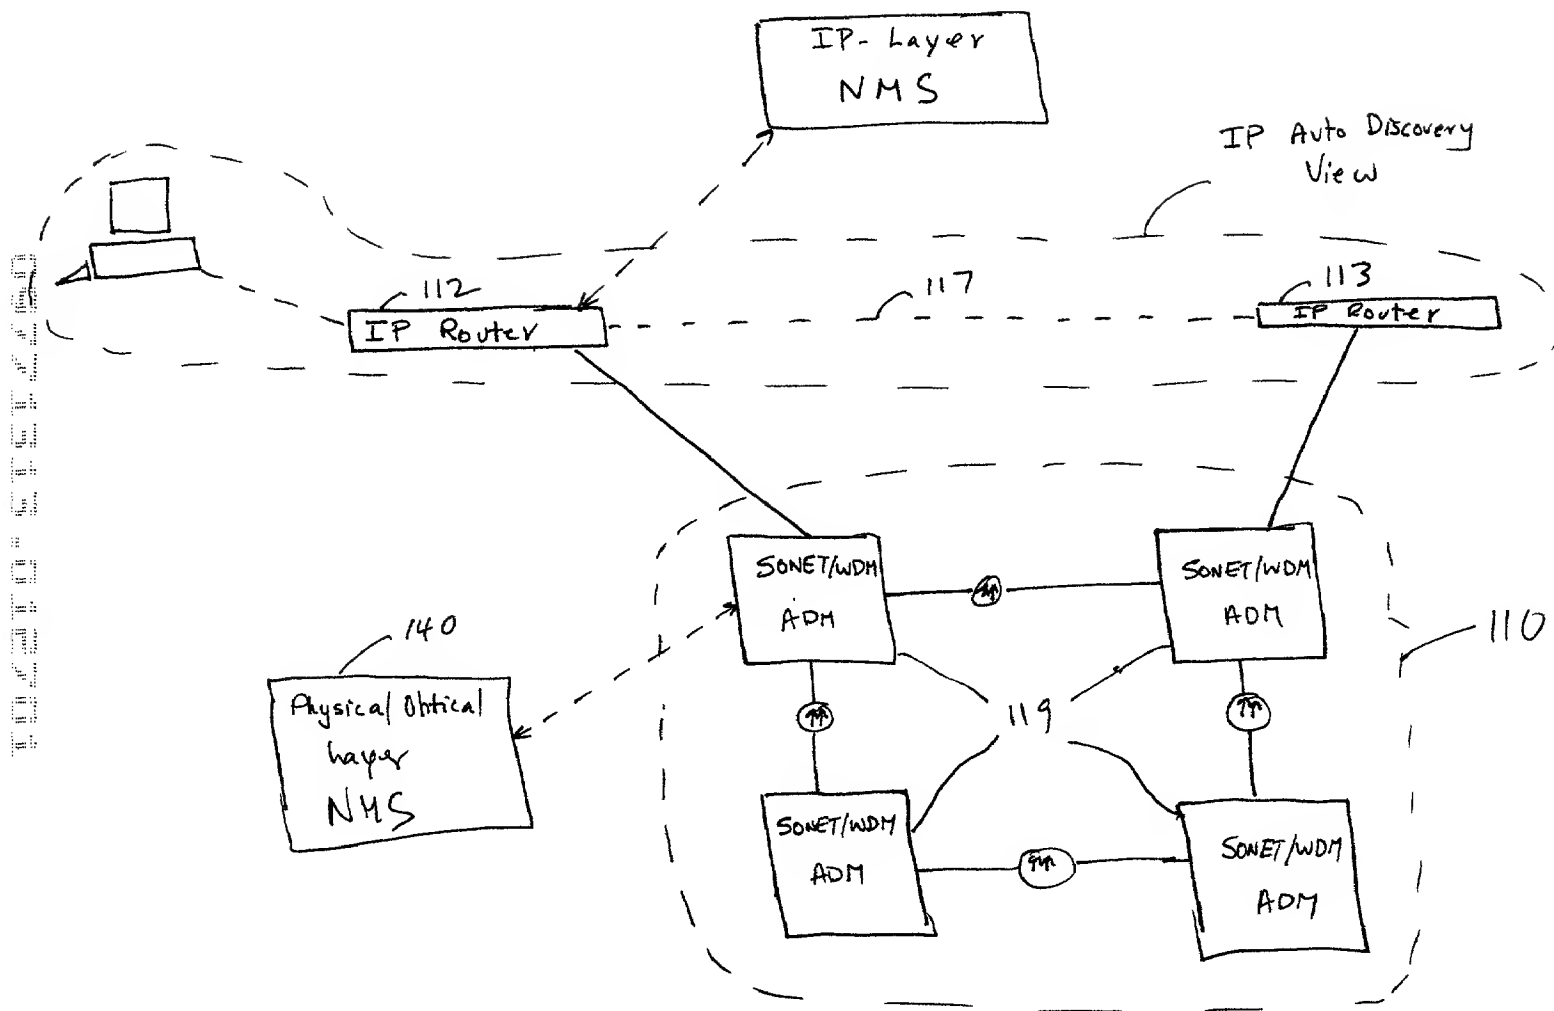 IP-Layer
NMS
IP Auto Discovery
View
112
117
113
IP Router
IP Router
SONET/WDM
ADM
SONET/WDM
ADM
110
140
Physical/Optical
Layer
NMS
119
SONET/WDM
ADM
SONET/WDM
ADM